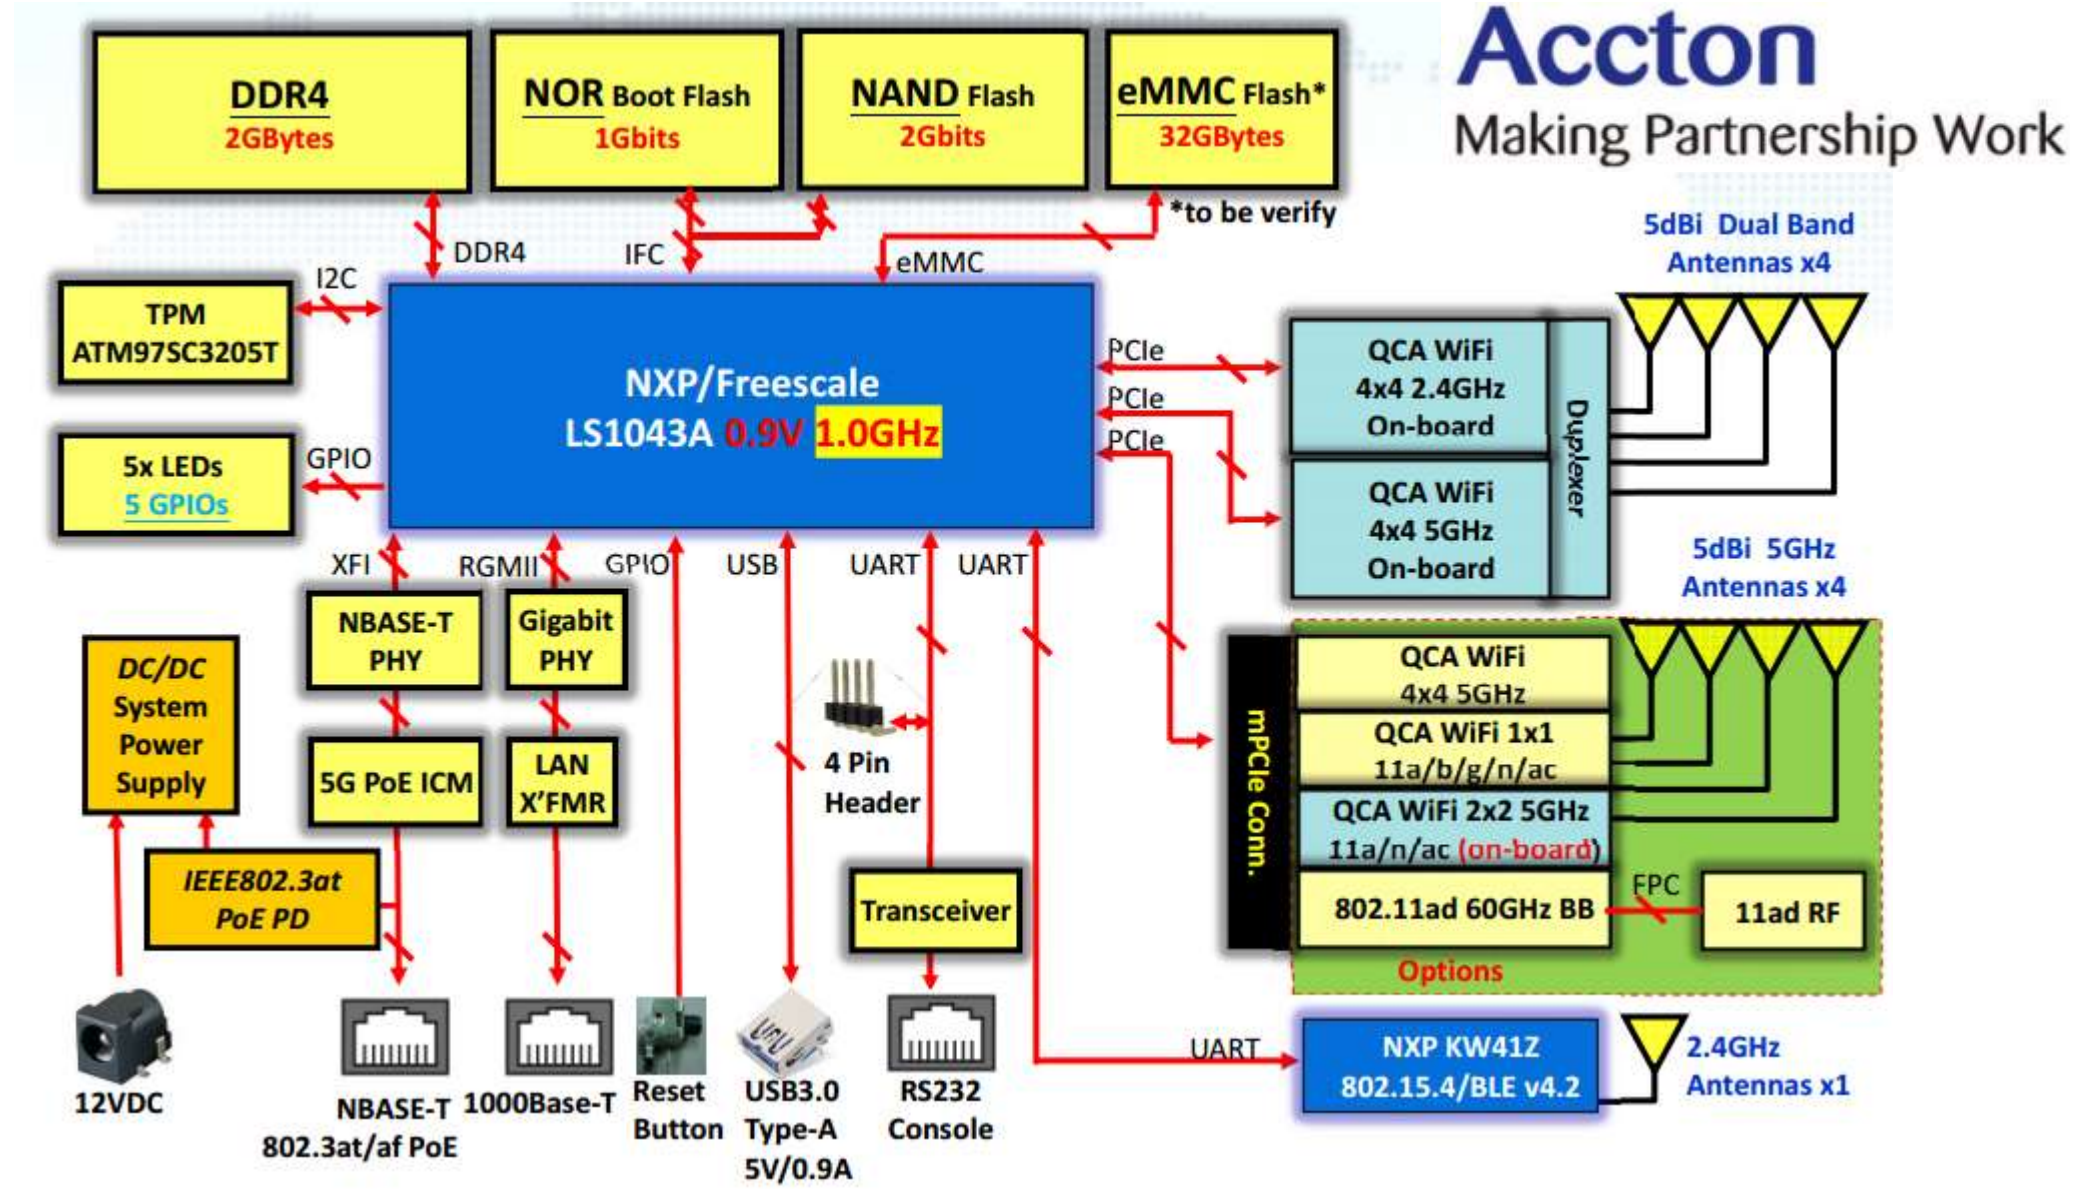 Accton
Making Partnership Work
DDR4
2GBytes
NOR Boot Flash
1Gbits
NAND Flash
2Gbits
eMMC Flash*
32GBytes
*to be verify
DDR4
IFC
eMMC
I2C
TPM
ATM97SC3205T
5x LEDs
5 GPIOs
GPIO
NXP/Freescale
LS1043A 0.9V 1.0GHz
PCIe
PCIe
PCIe
QCA WiFi
4x4 2.4GHz
On-board
QCA WiFi
4x4 5GHz
On-board
Duplexer
5dBi Dual Band
Antennas x4
5dBi 5GHz
Antennas x4
XFI
RGMII
GPIO
USB
UART
UART
NBASE-T
PHY
Gigabit
PHY
DC/DC
System
Power
Supply
5G PoE ICM
LAN
X'FMR
4 Pin
Header
IEEE802.3at
PoE PD
Transceiver
mPCIe Conn.
QCA WiFi
4x4 5GHz
QCA WiFi 1x1
11a/b/g/n/ac
QCA WiFi 2x2 5GHz
11a/n/ac (on-board)
802.11ad 60GHz BB
FPC
11ad RF
Options
12VDC
NBASE-T
802.3at/af PoE
1000Base-T
Reset
Button
USB3.0
Type-A
5V/0.9A
RS232
Console
UART
NXP KW41Z
802.15.4/BLE v4.2
2.4GHz
Antennas x1